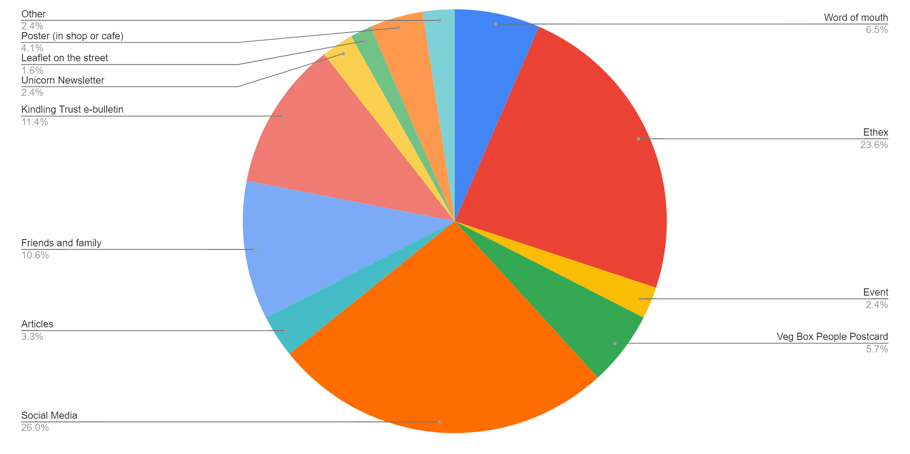 Other
2.4%
Poster (in shop or cafe)
4.1%
Leaflet on the street
1.6%
Unicorn Newsletter
2.4%
Kindling Trust e-bulletin
11.4%
Friends and family
10.6%
Articles
3.3%
Social Media
26.0%
Word of mouth
6.5%
Ethex
23.6%
Event
2.4%
Veg Box People Postcard
5.7%